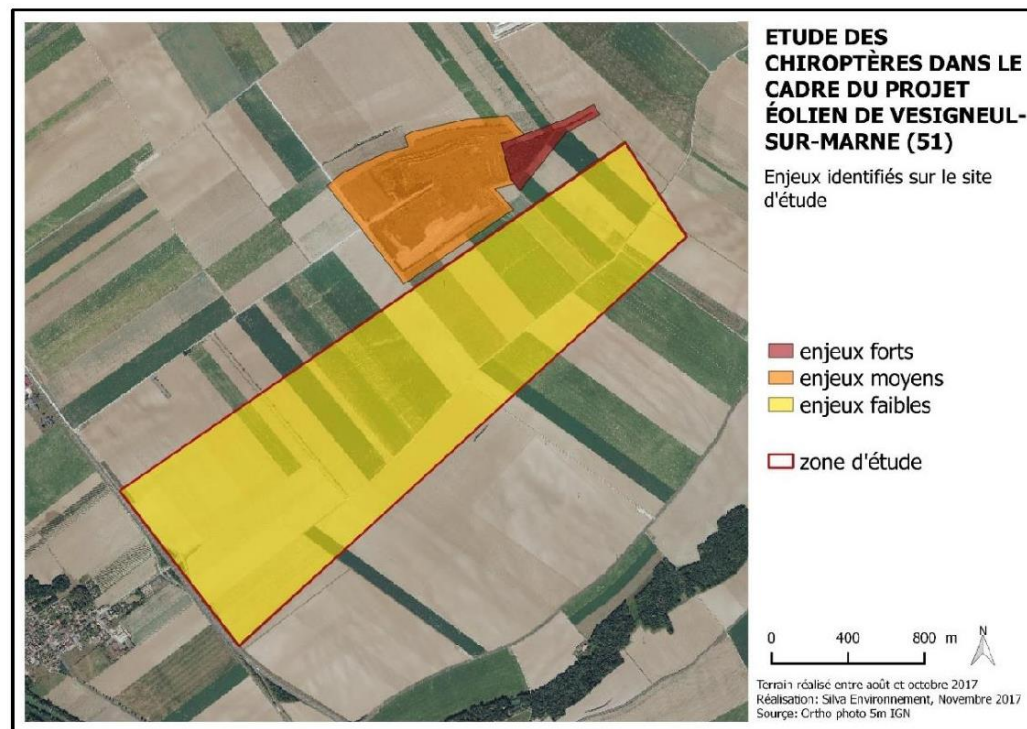 ETUDE DES
CHIROPTÈRES DANS LE
CADRE DU PROJET
ÉOLIEN DE VESIGNEUL-
SUR-MARNE (51)
Enjeux identifiés sur le site
d'étude
enjeux forts
enjeux moyens
enjeux faibles
zone d'étude
0 400 800 m
N
Terrain réalisé entre août et octobre 2017
Réalisation: Silva Environnement, Novembre 2017
Source: Ortho photo 5m IGN